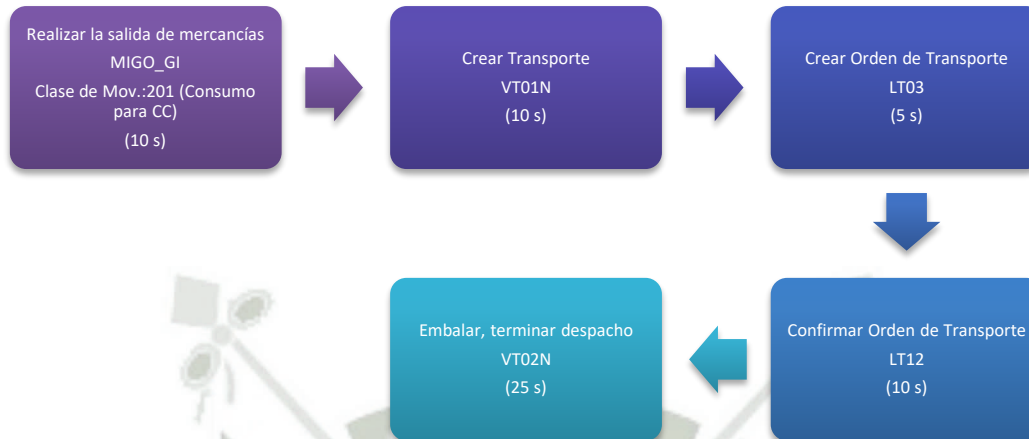 Realizar la salida de mercancías
MIGO_GI
Clase de Mov.:201 (Consumo
para CC)
(10 s)
Crear Transporte
VT01N
(10 s)
Crear Orden de Transporte
LT03
(5 s)
Confirmar Orden de Transporte
LT12
(10 s)
Embalar, terminar despacho
VT02N
(25 s)